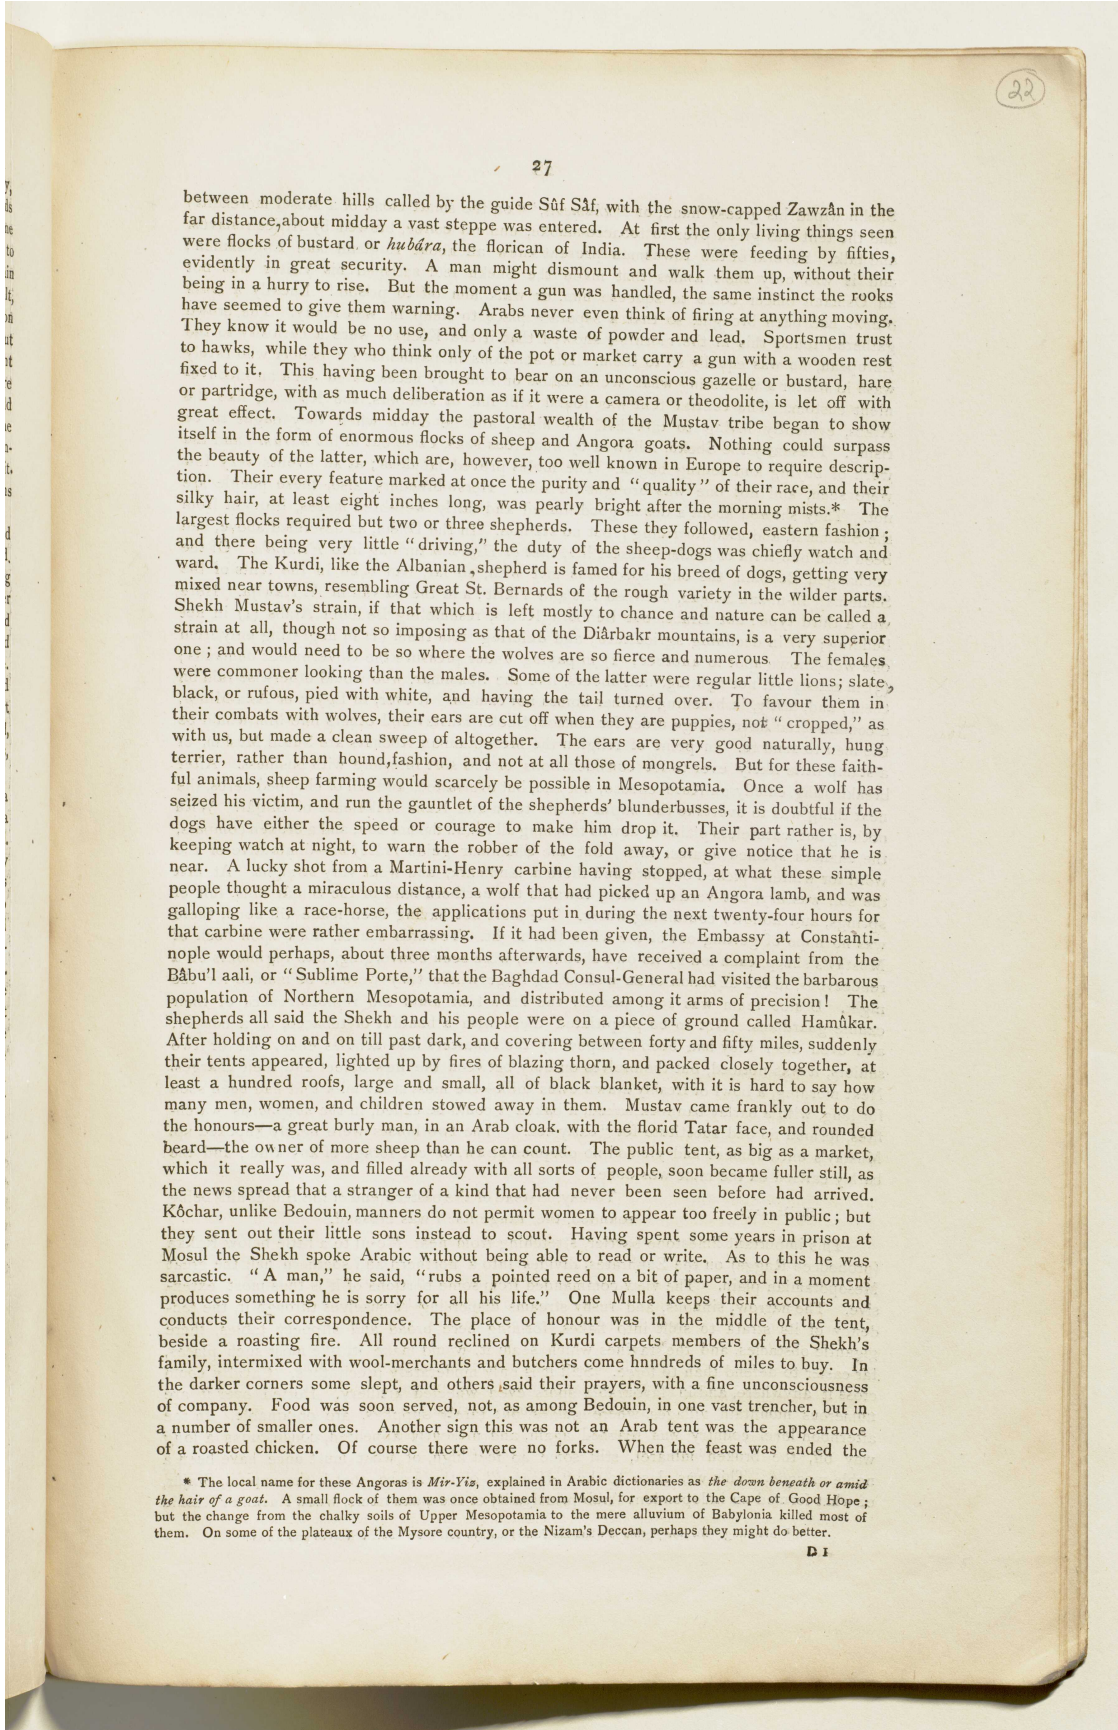 22
27
between moderate hills called by the guide Sûf Sâf, with the snow-capped Zawzân in the
far distance, about midday a vast steppe was entered. At first the only living things seen
were flocks of bustard or hubára, the florican of India. These were feeding by fifties,
evidently in great security. A man might dismount and walk them up, without their
being in a hurry to rise. But the moment a gun was handled, the same instinct the rooks
have seemed to give them warning. Arabs never even think of firing at anything moving.
They know it would be no use, and only a waste of powder and lead. Sportsmen trust
to hawks, while they who think only of the pot or market carry a gun with a wooden rest
fixed to it. This having been brought to bear on an unconscious gazelle or bustard, hare
or partridge, with as much deliberation as if it were a camera or theodolite, is let off with
great effect. Towards midday the pastoral wealth of the Mustav tribe began to show
itself in the form of enormous flocks of sheep and Angora goats. Nothing could surpass
the beauty of the latter, which are, however, too well known in Europe to require descrip-
tion. Their every feature marked at once the purity and "quality" of their race, and their
silky hair, at least eight inches long, was pearly bright after the morning mists.* The
largest flocks required but two or three shepherds. These they followed, eastern fashion;
and there being very little "driving," the duty of the sheep-dogs was chiefly watch and
ward. The Kurdi, like the Albanian, shepherd is famed for his breed of dogs, getting very
mixed near towns, resembling Great St. Bernards of the rough variety in the wilder parts.
Shekh Mustav's strain, if that which is left mostly to chance and nature can be called a
strain at all, though not so imposing as that of the Diârbakr mountains, is a very superior
one; and would need to be so where the wolves are so fierce and numerous. The females
were commoner looking than the males. Some of the latter were regular little lions; slate,
black, or rufous, pied with white, and having the tail turned over. To favour them in
their combats with wolves, their ears are cut off when they are puppies, not "cropped," as
with us, but made a clean sweep of altogether. The ears are very good naturally, hung
terrier, rather than hound, fashion, and not at all those of mongrels. But for these faith-
ful animals, sheep farming would scarcely be possible in Mesopotamia. Once a wolf has
seized his victim, and run the gauntlet of the shepherds' blunderbusses, it is doubtful if the
dogs have either the speed or courage to make him drop it. Their part rather is, by
keeping watch at night, to warn the robber of the fold away, or give notice that he is
near. A lucky shot from a Martini-Henry carbine having stopped, at what these simple
people thought a miraculous distance, a wolf that had picked up an Angora lamb, and was
galloping like a race-horse, the applications put in during the next twenty-four hours for
that carbine were rather embarrassing. If it had been given, the Embassy at Constanti-
nople would perhaps, about three months afterwards, have received a complaint from the
Bâbu'l aali, or "Sublime Porte," that the Baghdad Consul-General had visited the barbarous
population of Northern Mesopotamia, and distributed among it arms of precision! The
shepherds all said the Shekh and his people were on a piece of ground called Hamûkar.
After holding on and on till past dark, and covering between forty and fifty miles, suddenly
their tents appeared, lighted up by fires of blazing thorn, and packed closely together, at
least a hundred roofs, large and small, all of black blanket, with it is hard to say how
many men, women, and children stowed away in them. Mustav came frankly out to do
the honours—a great burly man, in an Arab cloak, with the florid Tatar face, and rounded
beard—the owner of more sheep than he can count. The public tent, as big as a market,
which it really was, and filled already with all sorts of people, soon became fuller still, as
the news spread that a stranger of a kind that had never been seen before had arrived.
Kôchar, unlike Bedouin, manners do not permit women to appear too freely in public; but
they sent out their little sons instead to scout. Having spent some years in prison at
Mosul the Shekh spoke Arabic without being able to read or write. As to this he was
sarcastic. "A man," he said, "rubs a pointed reed on a bit of paper, and in a moment
produces something he is sorry for all his life." One Mulla keeps their accounts and
conducts their correspondence. The place of honour was in the middle of the tent,
beside a roasting fire. All round reclined on Kurdi carpets members of the Shekh's
family, intermixed with wool-merchants and butchers come hnndreds of miles to buy. In
the darker corners some slept, and others said their prayers, with a fine unconsciousness
of company. Food was soon served, not, as among Bedouin, in one vast trencher, but in
a number of smaller ones. Another sign this was not an Arab tent was the appearance
of a roasted chicken. Of course there were no forks. When the feast was ended the
* The local name for these Angoras is Mir-Yiz, explained in Arabic dictionaries as the down beneath or amid
the hair of a goat. A small flock of them was once obtained from Mosul, for export to the Cape of Good Hope;
but the change from the chalky soils of Upper Mesopotamia to the mere alluvium of Babylonia killed most of
them. On some of the plateaux of the Mysore country, or the Nizam's Deccan, perhaps they might do better.
D 1